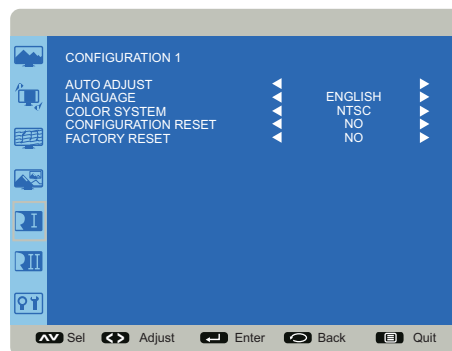 CONFIGURATION 1
AUTO ADJUST
LANGUAGE ENGLISH
COLOR SYSTEM NTSC
CONFIGURATION RESET NO
FACTORY RESET NO
Sel Adjust Enter Back Quit